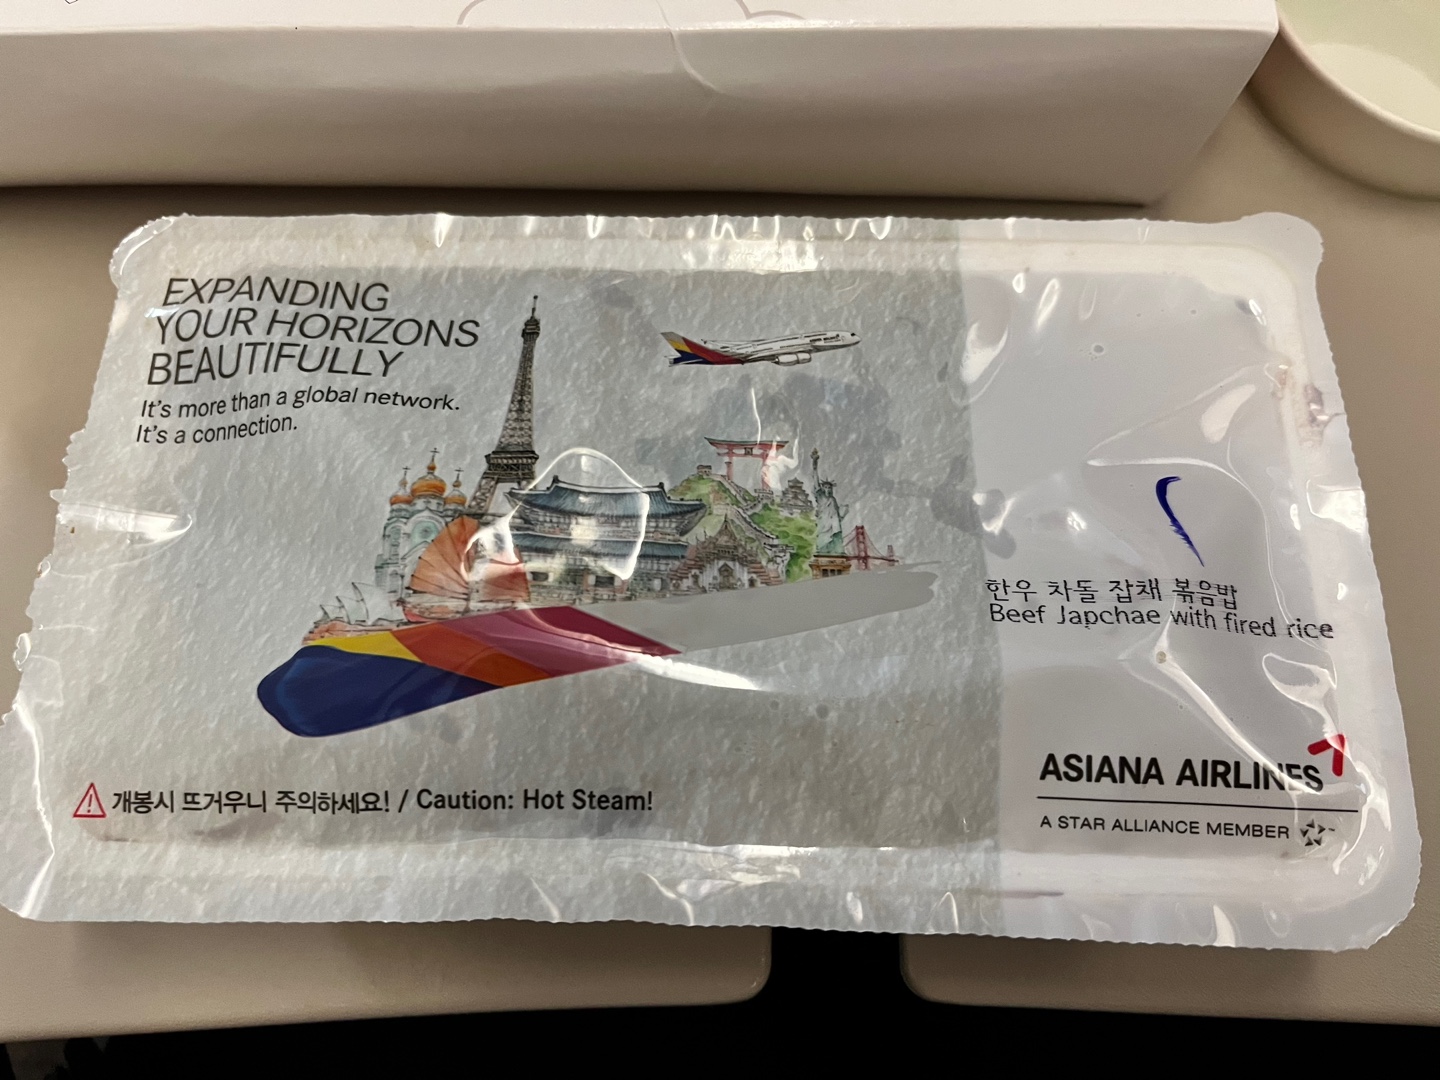 EXPANDING
YOUR HORIZONS
BEAUTIFULLY
It's more than a global network.
It's a connection.
한우 차돌 잡채 볶음밥
Beef Japchae with fired rice
개봉시 뜨거우니 주의하세요! / Caution: Hot Steam!
ASIANA AIRLINES
A STAR ALLIANCE MEMBER